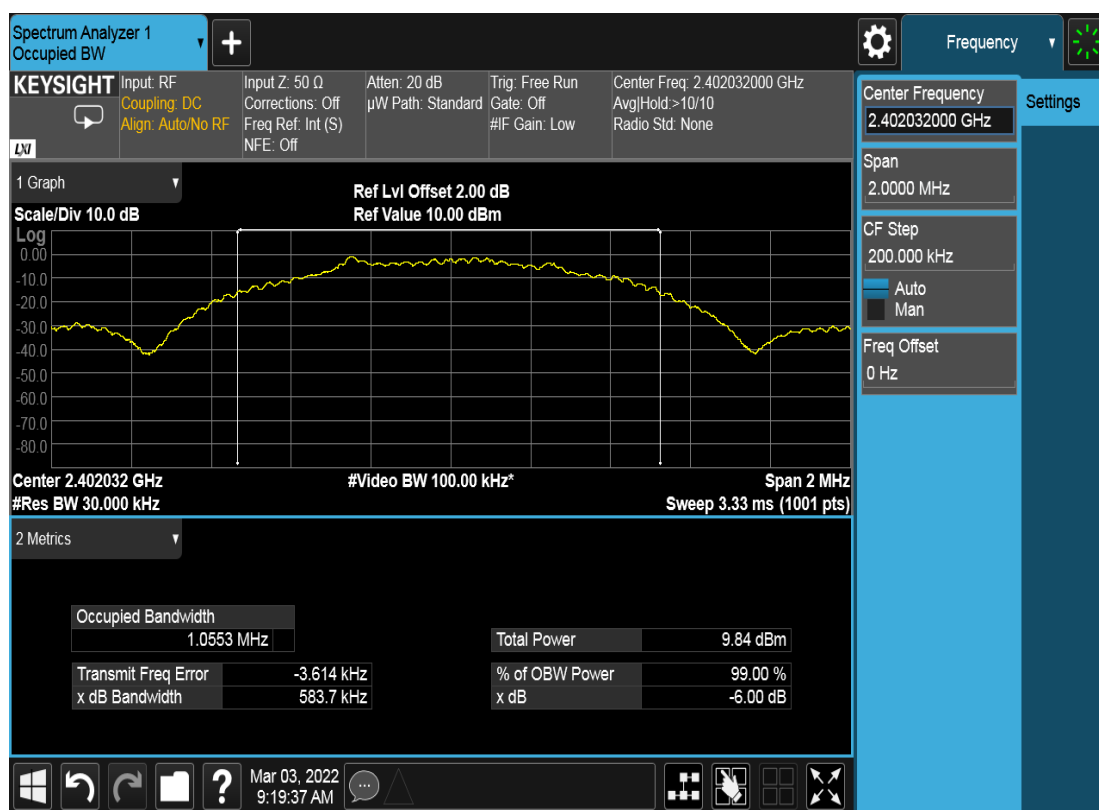 Spectrum Analyzer 1
Occupied BW
+
Frequency
KEYSIGHT
LXI
Input: RF
Coupling: DC
Align: Auto/No RF
Input Z: 50 Ω
Corrections: Off
Freq Ref: Int (S)
NFE: Off
Atten: 20 dB
µW Path: Standard
Trig: Free Run
Gate: Off
#IF Gain: Low
Center Freq: 2.402032000 GHz
Avg|Hold:>10/10
Radio Std: None
Center Frequency
2.402032000 GHz
Settings
Span
2.0000 MHz
CF Step
200.000 kHz
Auto
Man
Freq Offset
0 Hz
1 Graph
Scale/Div 10.0 dB
Ref Lvl Offset 2.00 dB
Ref Value 10.00 dBm
Log
0.00
-10.0
-20.0
-30.0
-40.0
-50.0
-60.0
-70.0
-80.0
Center 2.402032 GHz
#Video BW 100.00 kHz*
Span 2 MHz
#Res BW 30.000 kHz
Sweep 3.33 ms (1001 pts)
2 Metrics
Occupied Bandwidth
1.0553 MHz
Total Power 9.84 dBm
Transmit Freq Error -3.614 kHz
% of OBW Power 99.00 %
x dB Bandwidth 583.7 kHz
x dB -6.00 dB
?
Mar 03, 2022
9:19:37 AM